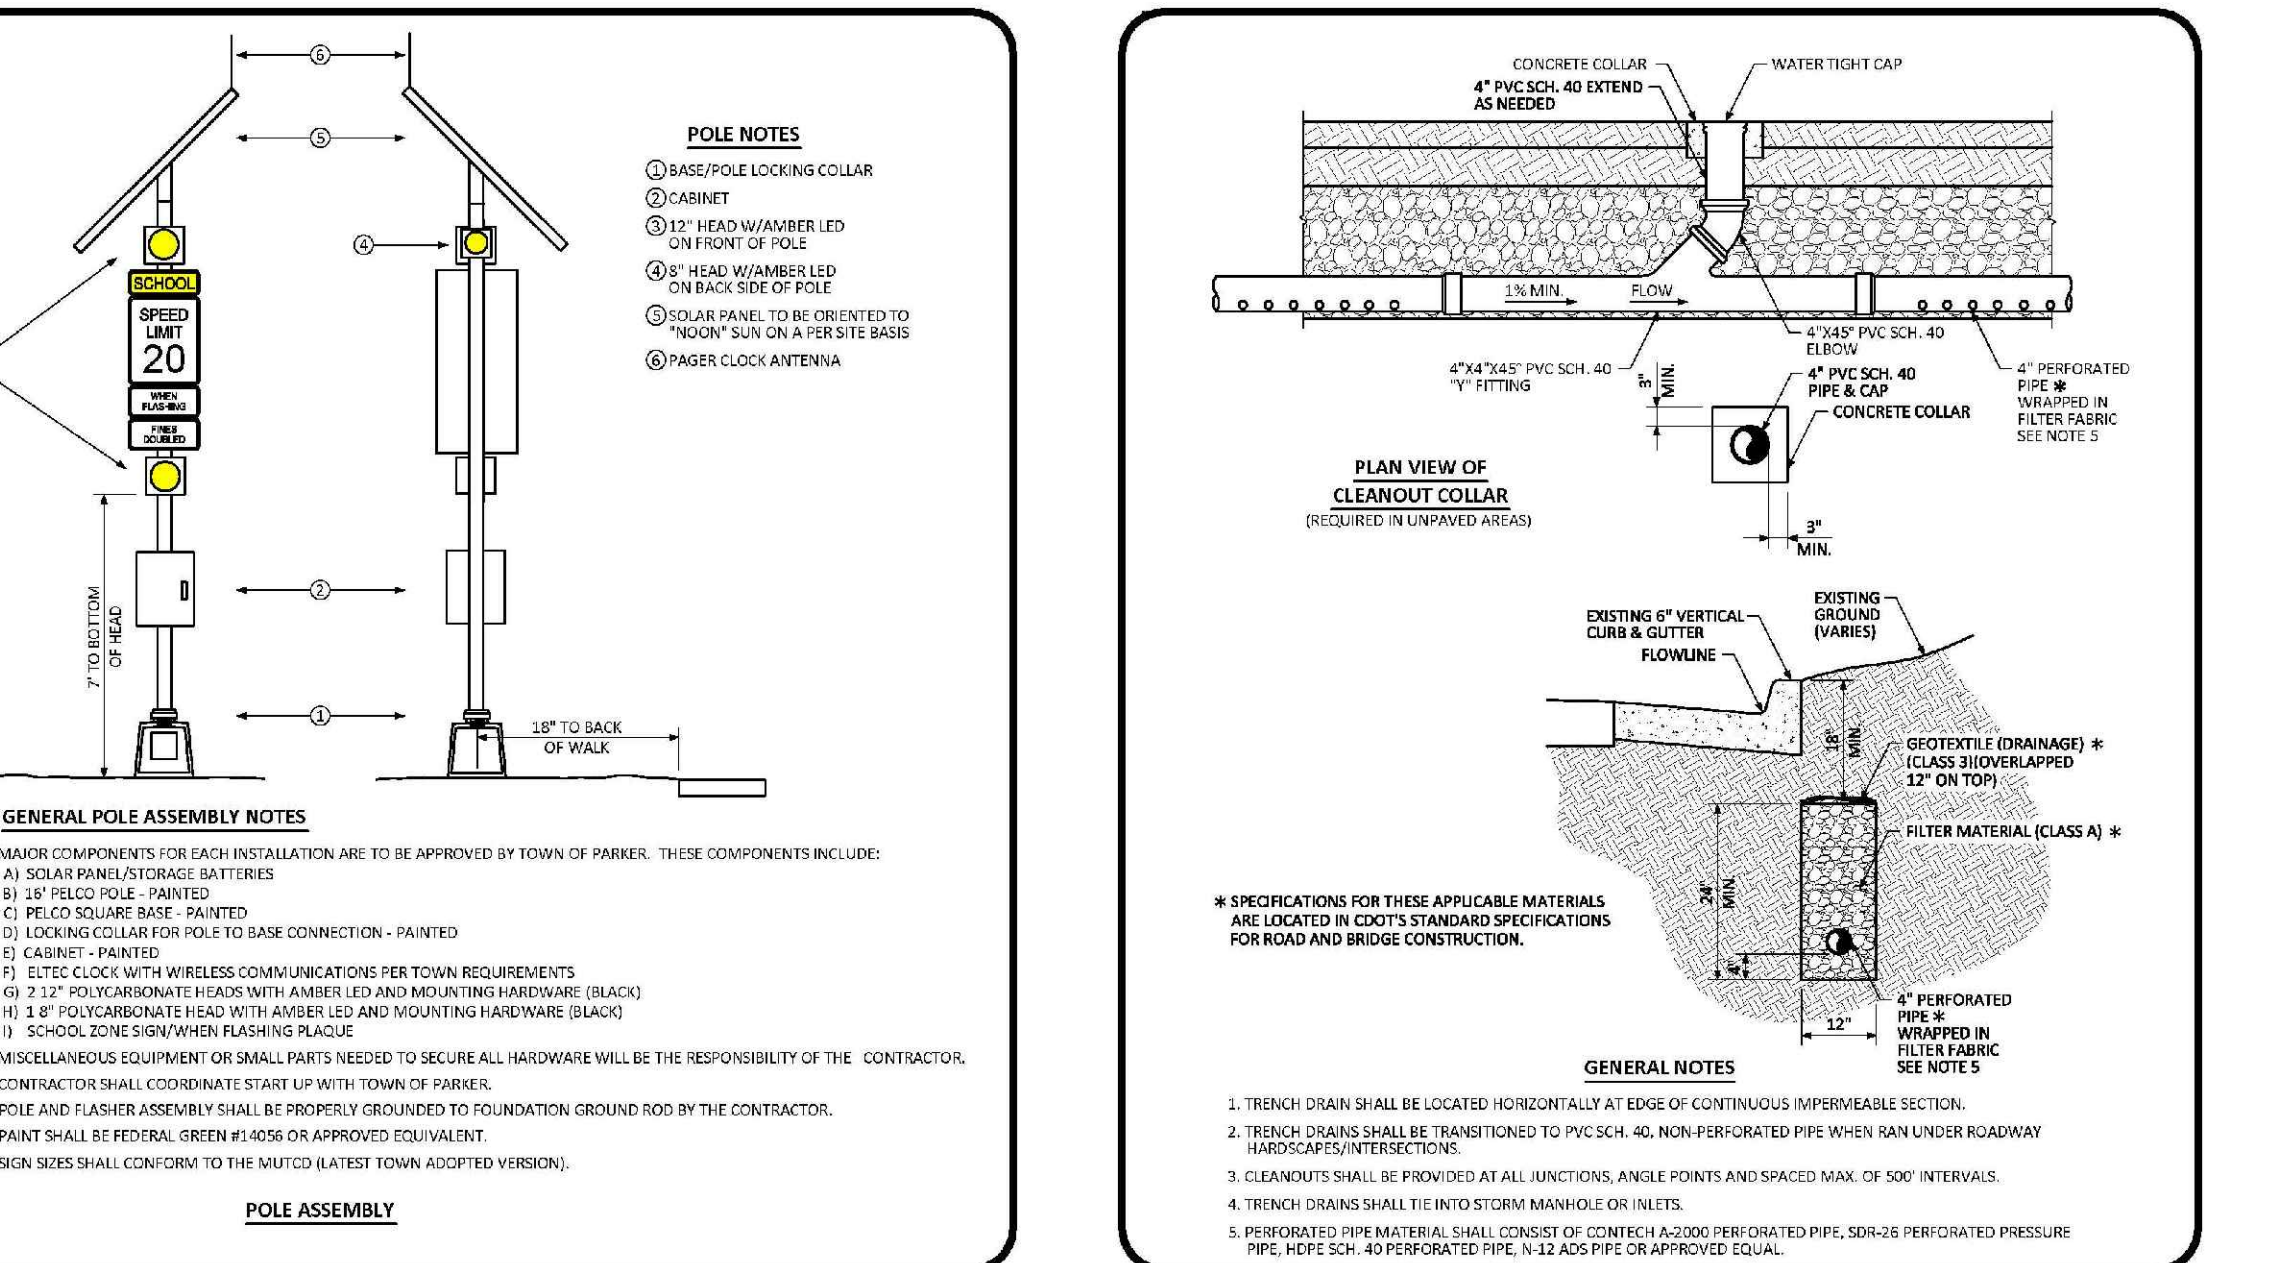 6
5
4
SCHOOL
SPEED
LIMIT
20
WHEN
FLASHING
FINES
DOUBLED
7' TO BOTTOM
OF HEAD
2
1
18" TO BACK
OF WALK
POLE NOTES
1 BASE/POLE LOCKING COLLAR
2 CABINET
3 12" HEAD W/AMBER LED
ON FRONT OF POLE
4 8" HEAD W/AMBER LED
ON BACK SIDE OF POLE
5 SOLAR PANEL TO BE ORIENTED TO
"NOON" SUN ON A PER SITE BASIS
6 PAGER CLOCK ANTENNA
GENERAL POLE ASSEMBLY NOTES
MAJOR COMPONENTS FOR EACH INSTALLATION ARE TO BE APPROVED BY TOWN OF PARKER. THESE COMPONENTS INCLUDE:
A) SOLAR PANEL/STORAGE BATTERIES
B) 16' PELCO POLE - PAINTED
C) PELCO SQUARE BASE - PAINTED
D) LOCKING COLLAR FOR POLE TO BASE CONNECTION - PAINTED
E) CABINET - PAINTED
F) ELTEC CLOCK WITH WIRELESS COMMUNICATIONS PER TOWN REQUIREMENTS
G) 2 12" POLYCARBONATE HEADS WITH AMBER LED AND MOUNTING HARDWARE (BLACK)
H) 1 8" POLYCARBONATE HEAD WITH AMBER LED AND MOUNTING HARDWARE (BLACK)
I) SCHOOL ZONE SIGN/WHEN FLASHING PLAQUE
MISCELLANEOUS EQUIPMENT OR SMALL PARTS NEEDED TO SECURE ALL HARDWARE WILL BE THE RESPONSIBILITY OF THE CONTRACTOR.
CONTRACTOR SHALL COORDINATE START UP WITH TOWN OF PARKER.
POLE AND FLASHER ASSEMBLY SHALL BE PROPERLY GROUNDED TO FOUNDATION GROUND ROD BY THE CONTRACTOR.
PAINT SHALL BE FEDERAL GREEN #14056 OR APPROVED EQUIVALENT.
SIGN SIZES SHALL CONFORM TO THE MUTCD (LATEST TOWN ADOPTED VERSION).
POLE ASSEMBLY
CONCRETE COLLAR
WATER TIGHT CAP
4" PVC SCH. 40 EXTEND
AS NEEDED
1% MIN.
FLOW
4"X45° PVC SCH. 40
ELBOW
4"X4"X45° PVC SCH. 40
"Y" FITTING
3"
MIN.
4" PVC SCH. 40
PIPE & CAP
CONCRETE COLLAR
4" PERFORATED
PIPE *
WRAPPED IN
FILTER FABRIC
SEE NOTE 5
PLAN VIEW OF
CLEANOUT COLLAR
(REQUIRED IN UNPAVED AREAS)
3"
MIN.
EXISTING 6" VERTICAL
CURB & GUTTER
FLOWLINE
EXISTING
GROUND
(VARIES)
18"
MIN.
GEOTEXTILE (DRAINAGE) *
(CLASS 3)(OVERLAPPED
12" ON TOP)
FILTER MATERIAL (CLASS A) *
24"
MIN.
4"
12"
4" PERFORATED
PIPE *
WRAPPED IN
FILTER FABRIC
SEE NOTE 5
* SPECIFICATIONS FOR THESE APPLICABLE MATERIALS
ARE LOCATED IN CDOT'S STANDARD SPECIFICATIONS
FOR ROAD AND BRIDGE CONSTRUCTION.
GENERAL NOTES
1. TRENCH DRAIN SHALL BE LOCATED HORIZONTALLY AT EDGE OF CONTINUOUS IMPERMEABLE SECTION.
2. TRENCH DRAINS SHALL BE TRANSITIONED TO PVC SCH. 40, NON-PERFORATED PIPE WHEN RAN UNDER ROADWAY
HARDSCAPES/INTERSECTIONS.
3. CLEANOUTS SHALL BE PROVIDED AT ALL JUNCTIONS, ANGLE POINTS AND SPACED MAX. OF 500' INTERVALS.
4. TRENCH DRAINS SHALL TIE INTO STORM MANHOLE OR INLETS.
5. PERFORATED PIPE MATERIAL SHALL CONSIST OF CONTECH A-2000 PERFORATED PIPE, SDR-26 PERFORATED PRESSURE
PIPE, HDPE SCH. 40 PERFORATED PIPE, N-12 ADS PIPE OR APPROVED EQUAL.